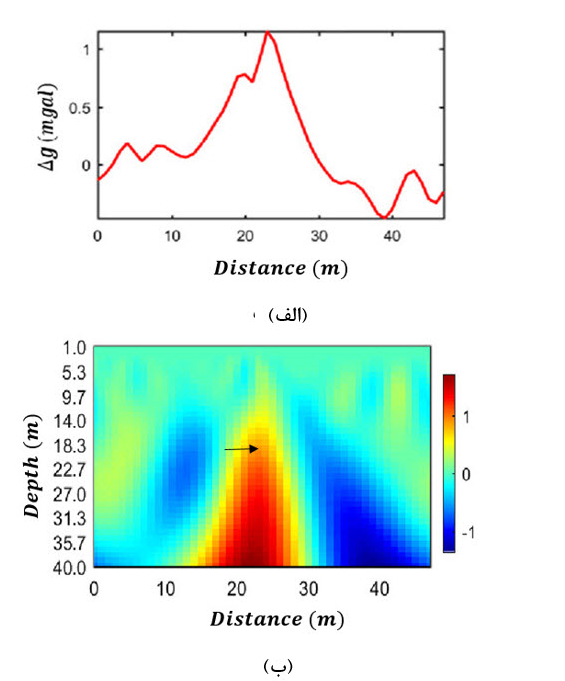 Δg (mgal)
1
0.5
0
0 10 20 30 40
Distance (m)
(الف)
Depth (m)
1.0
5.3
9.7
14.0
18.3
22.7
27.0
31.3
35.7
40.0
1
0
-1
0 10 20 30 40
Distance (m)
(ب)